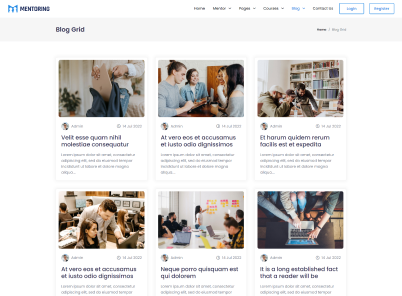 MENTORING
Home Mentor Pages Courses Blog Contact Us Login Register
Blog Grid
Home / Blog Grid
Admin 14 Jul 2022
Velit esse quam nihil
molestiae consequatur
Lorem ipsum dolor sit amet, consectetur
adipiscing elit, sed do eiusmod tempor
incididunt ut labore et dolore magna
aliqua...
Admin 14 Jul 2022
At vero eos et accusamus
et iusto odio dignissimos
Lorem ipsum dolor sit amet, consectetur
adipiscing elit, sed do eiusmod tempor
incididunt ut labore et dolore magna
aliqua...
Admin 14 Jul 2022
Et harum quidem rerum
facilis est et expedita
Lorem ipsum dolor sit amet, consectetur
adipiscing elit, sed do eiusmod tempor
incididunt ut labore et dolore magna
aliqua...
Admin 14 Jul 2022
At vero eos et accusamus
et iusto odio dignissimos
Lorem ipsum dolor sit amet, consectetur
adipiscing elit, sed do eiusmod tempor
Admin 14 Jul 2022
Neque porro quisquam est
qui dolorem
Lorem ipsum dolor sit amet, consectetur
adipiscing elit, sed do eiusmod tempor
Admin 14 Jul 2022
It is a long established fact
that a reader will be
Lorem ipsum dolor sit amet, consectetur
adipiscing elit, sed do eiusmod tempor